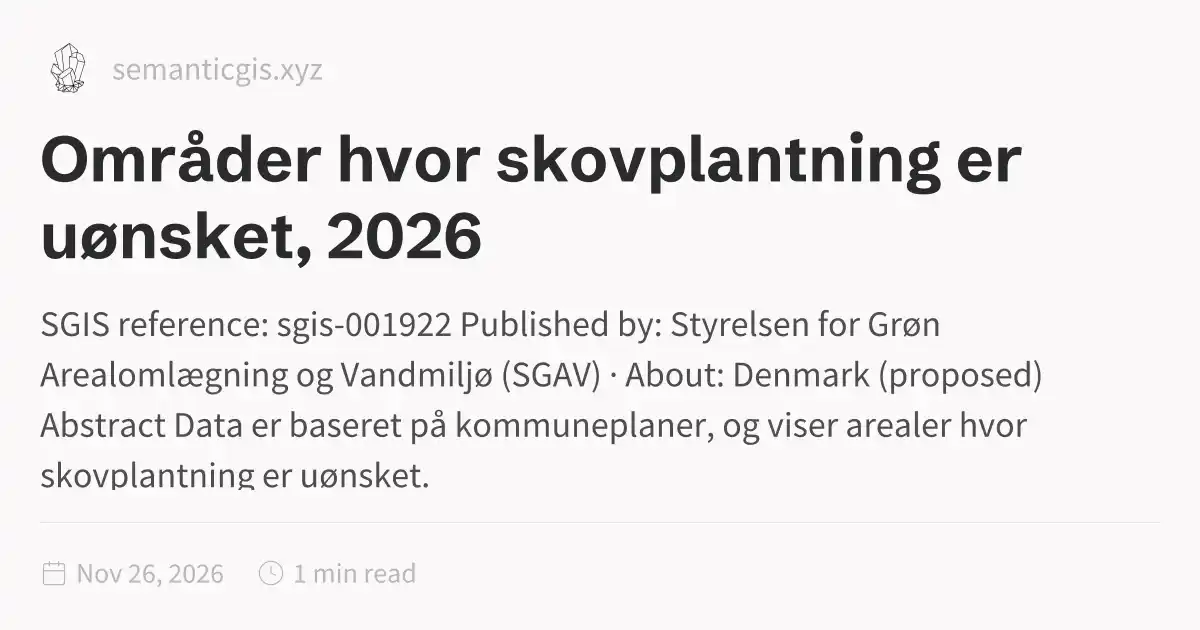 semanticgis.xyz
Områder hvor skovplantning er
uønsket, 2026
SGIS reference: sgis-001922 Published by: Styrelsen for Grøn
Arealomlægning og Vandmiljø (SGAV) · About: Denmark (proposed)
Abstract Data er baseret på kommuneplaner, og viser arealer hvor
skovplantning er uønsket.
Nov 26, 2026 1 min read